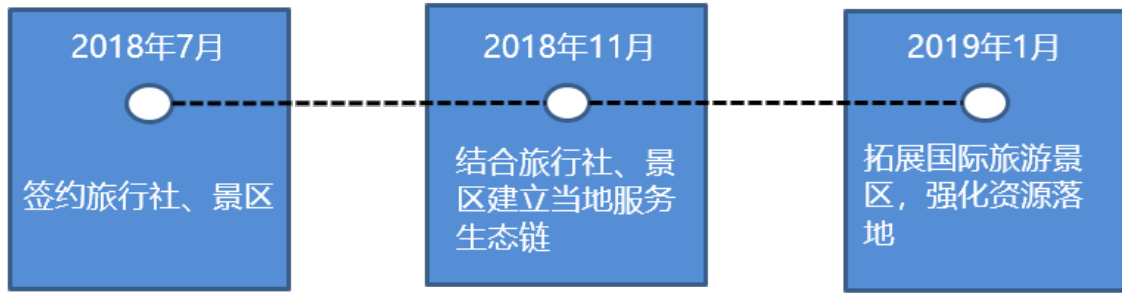 2018年7月
签约旅行社、景区
2018年11月
结合旅行社、景
区建立当地服务
生态链
2019年1月
拓展国际旅游景
区，强化资源落
地